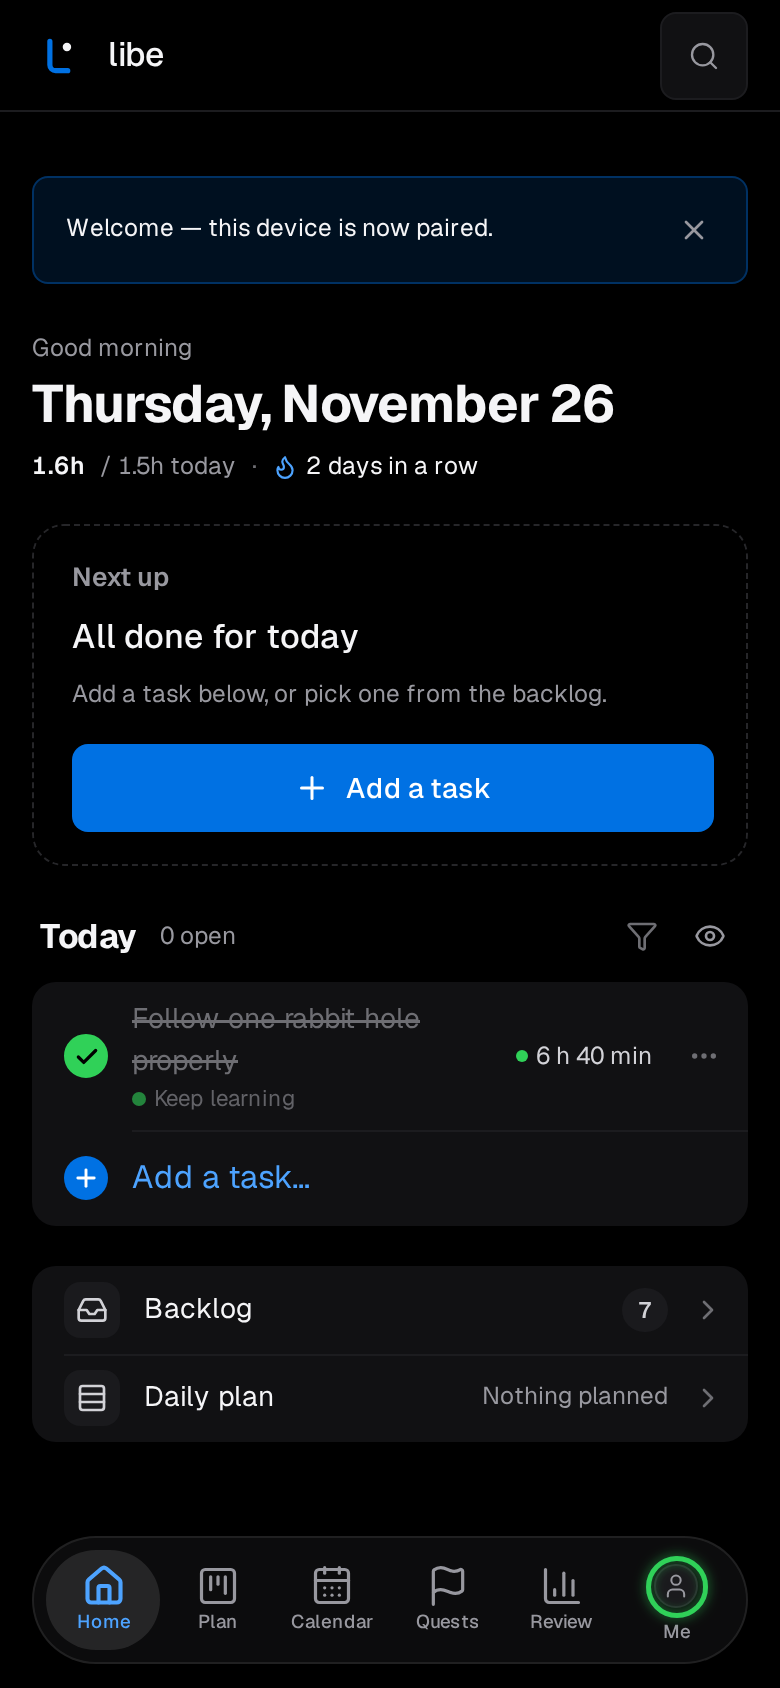 libe
Welcome — this device is now paired.
Good morning
Thursday, November 26
1.6h / 1.5h today · 2 days in a row
Next up
All done for today
Add a task below, or pick one from the backlog.
Add a task
Today 0 open
Follow one rabbit hole
properly
6 h 40 min
Keep learning
Add a task...
Backlog 7
Daily plan Nothing planned
Home Plan Calendar Quests Review Me